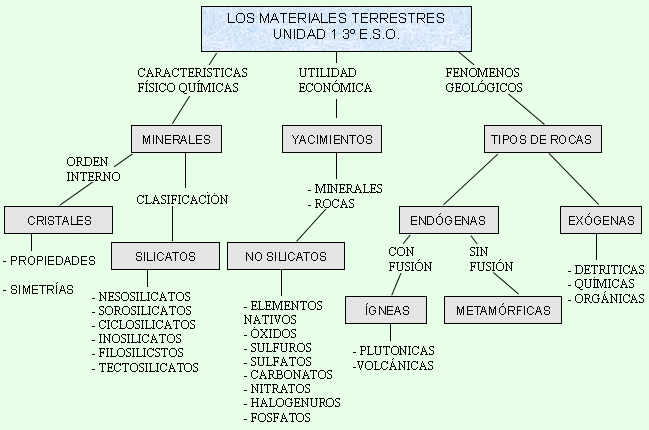 LOS MATERIALES TERRESTRES
UNIDAD 1 3º E.S.O.
CARACTERISTICAS
FÍSICO QUÍMICAS
UTILIDAD
ECONÓMICA
FENOMENOS
GEOLÓGICOS
MINERALES
YACIMIENTOS
TIPOS DE ROCAS
ORDEN
INTERNO
CLASIFICACIÓN
- MINERALES
- ROCAS
CRISTALES
ENDÓGENAS
EXÓGENAS
- PROPIEDADES
- SIMETRÍAS
SILICATOS
NO SILICATOS
CON
FUSIÓN
SIN
FUSIÓN
- DETRITICAS
- QUÍMICAS
- ORGÁNICAS
- NESOSILICATOS
- SOROSILICATOS
- CICLOSILICATOS
- INOSILICATOS
- FILOSILICSTOS
- TECTOSILICATOS
- ELEMENTOS
NATIVOS
- ÓXIDOS
- SULFUROS
- SULFATOS
- CARBONATOS
- NITRATOS
- HALOGENUROS
- FOSFATOS
ÍGNEAS
METAMÓRFICAS
- PLUTONICAS
-VOLCÁNICAS